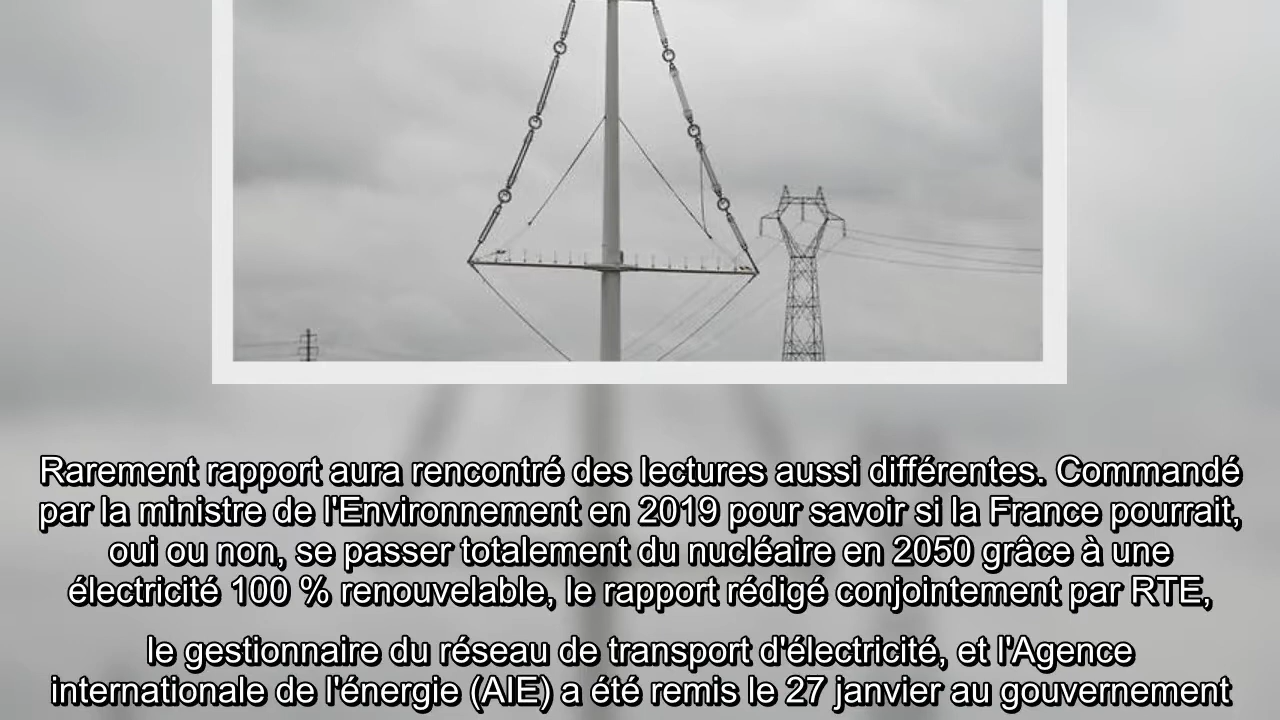 Rarement rapport aura rencontré des lectures aussi différentes. Commandé
par la ministre de l'Environnement en 2019 pour savoir si la France pourrait,
oui ou non, se passer totalement du nucléaire en 2050 grâce à une
électricité 100 % renouvelable, le rapport rédigé conjointement par RTE,
le gestionnaire du réseau de transport d'électricité, et l'Agence
internationale de l'énergie (AIE) a été remis le 27 janvier au gouvernement